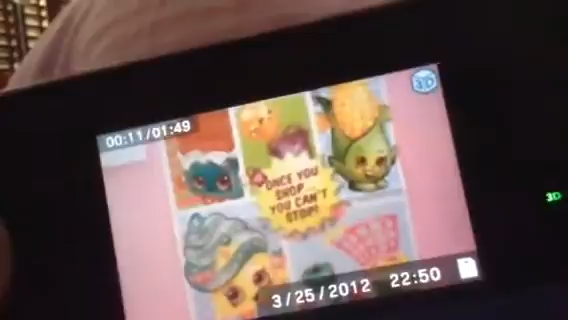 00:11/01:49
3D
ONCE YOU
SHOP...
YOU CAN'T
STOP!
3D
3/25/2012 22:50